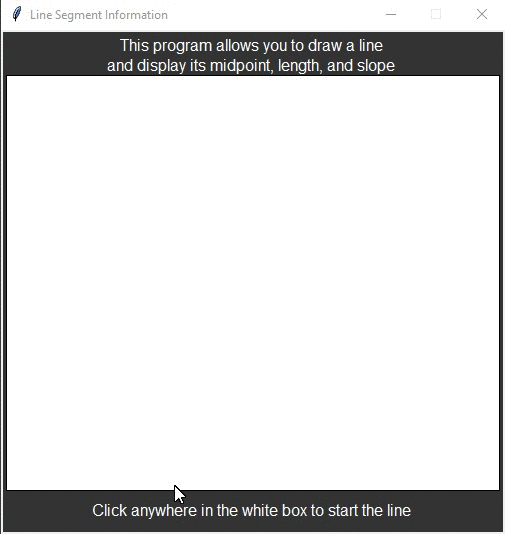 Line Segment Information
This program allows you to draw a line
and display its midpoint, length, and slope
Click anywhere in the white box to start the line